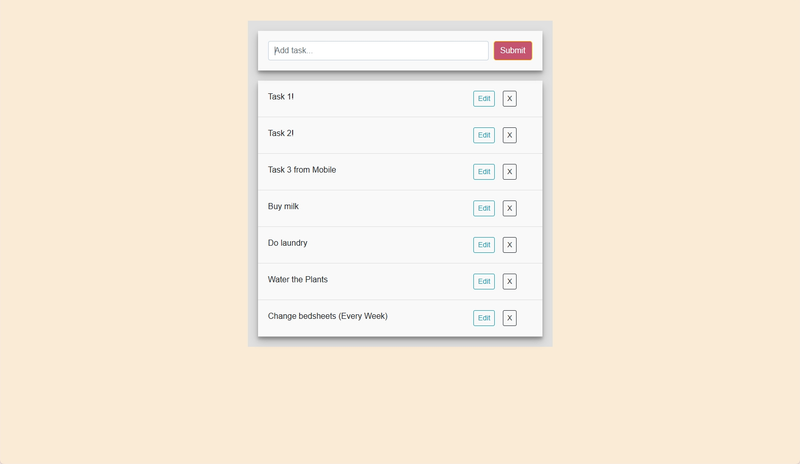 Add task...
Submit
Task 1!
Edit
X
Task 2!
Edit
X
Task 3 from Mobile
Edit
X
Buy milk
Edit
X
Do laundry
Edit
X
Water the Plants
Edit
X
Change bedsheets (Every Week)
Edit
X